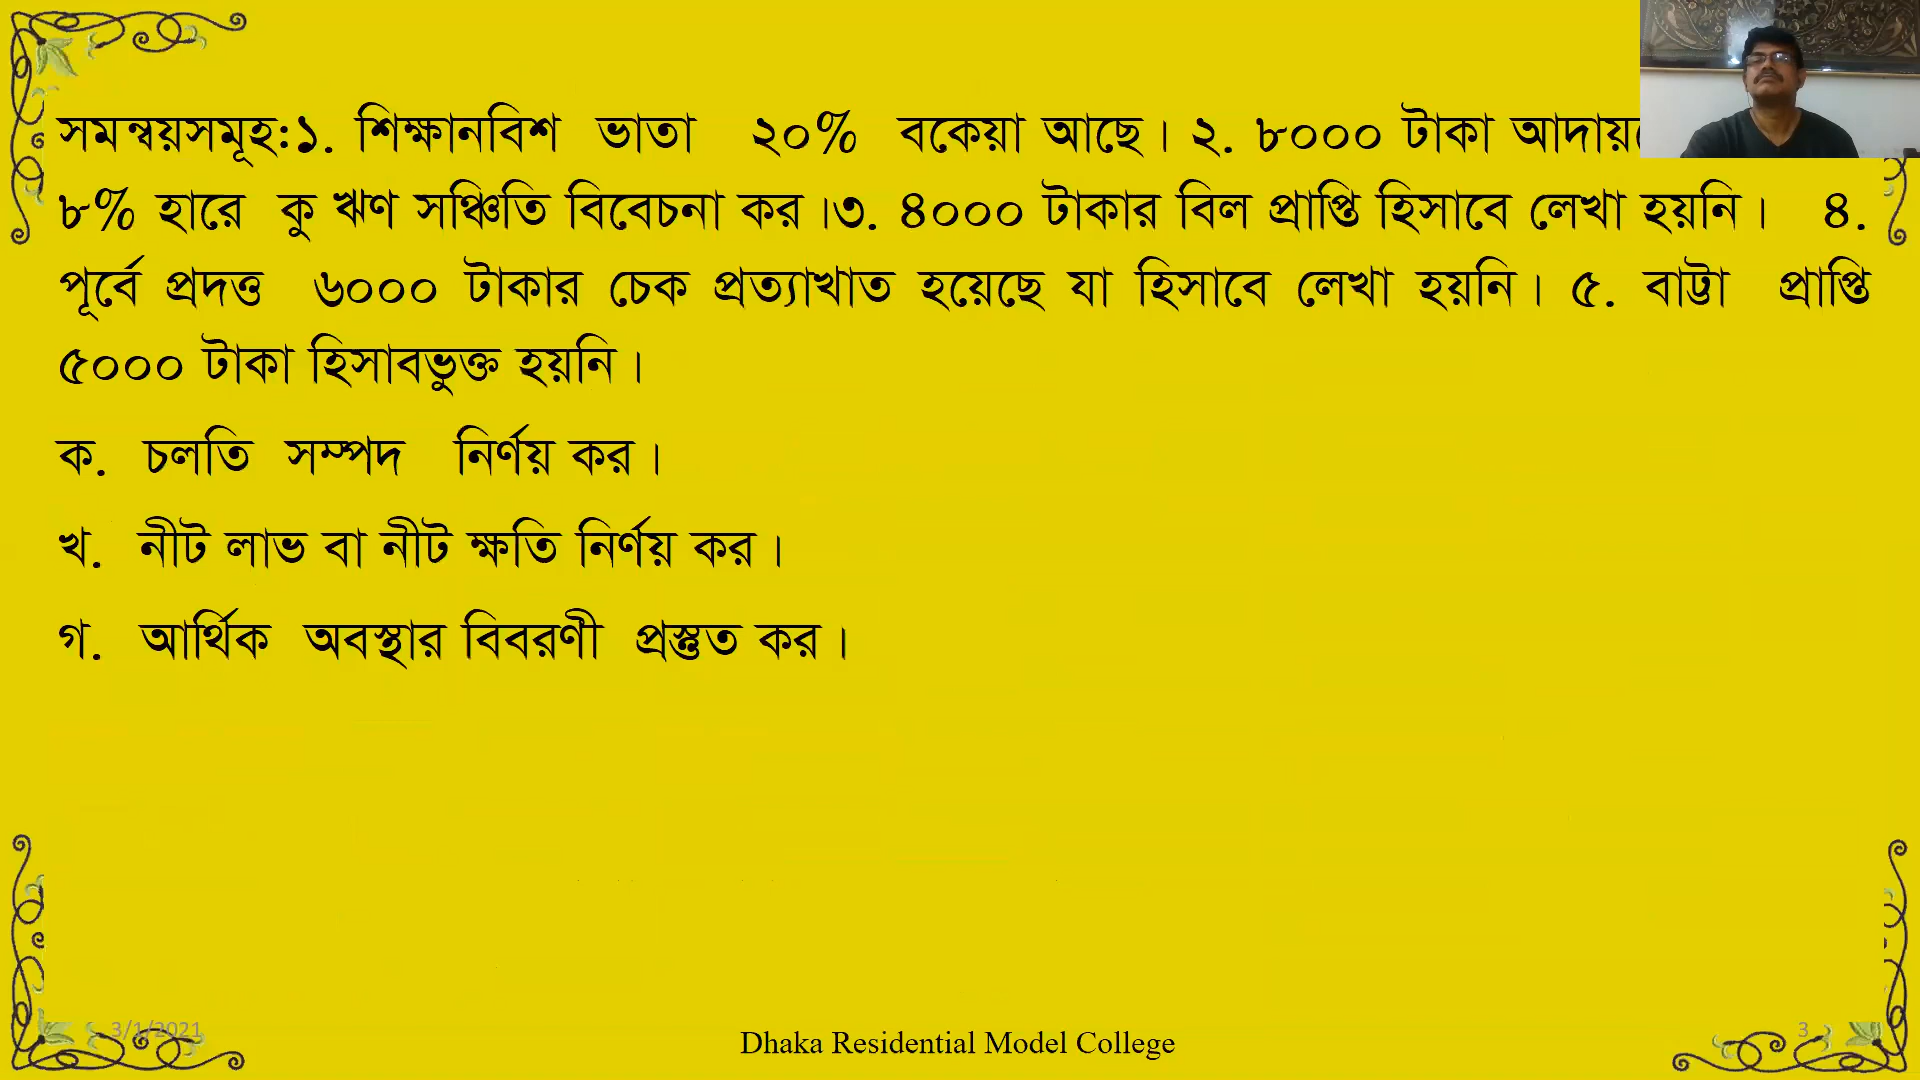 সমন্বয়সমূহ:১. শিক্ষানবিশ ভাতা ২০% বকেয়া আছে। ২. ৮০০০ টাকা
৮% হারে কু ঋণ সঞ্চিতি বিবেচনা কর।৩. ৪০০০ টাকার বিল প্রাপ্তি হিসাবে লেখা হয়নি। ৪.
পূর্বে প্রদত্ত ৬০০০ টাকার চেক প্রত্যাখাত হয়েছে যা হিসাবে লেখা হয়নি। ৫. বাট্টা প্রাপ্তি
৫০০০ টাকা হিসাবভুক্ত হয়নি।
ক. চলতি সম্পদ নির্ণয় কর।
খ. নীট লাভ বা নীট ক্ষতি নির্ণয় কর।
গ. আর্থিক অবস্থার বিবরণী প্রস্তুত কর।
3/1/2021
Dhaka Residential Model College
3